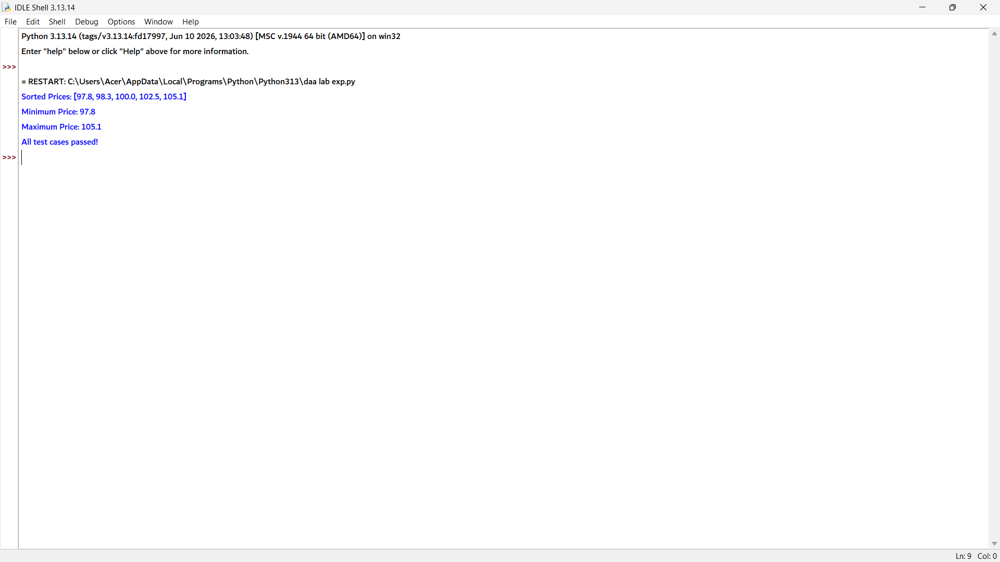 IDLE Shell 3.13.14
File Edit Shell Debug Options Window Help
Python 3.13.14 (tags/v3.13.14:fd17997, Jun 10 2026, 13:03:48) [MSC v.1944 64 bit (AMD64)] on win32
Enter "help" below or click "Help" above for more information.
>>>
= RESTART: C:\Users\Acer\AppData\Local\Programs\Python\Python313\daa lab exp.py
Sorted Prices: [97.8, 98.3, 100.0, 102.5, 105.1]
Minimum Price: 97.8
Maximum Price: 105.1
All test cases passed!
>>>
Ln: 9 Col: 0